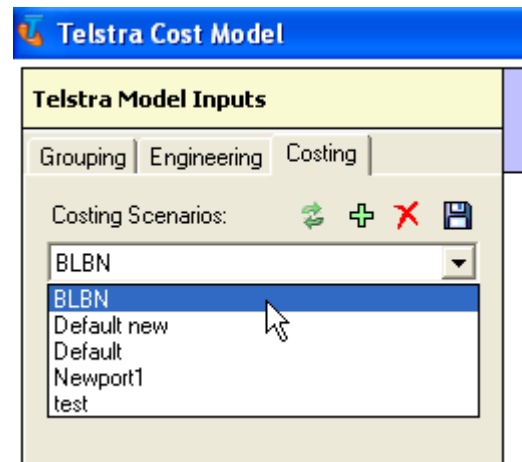 Telstra Cost Model
Telstra Model Inputs
Grouping Engineering Costing
Costing Scenarios:
BLBN
BLBN
Default new
Default
Newport1
test